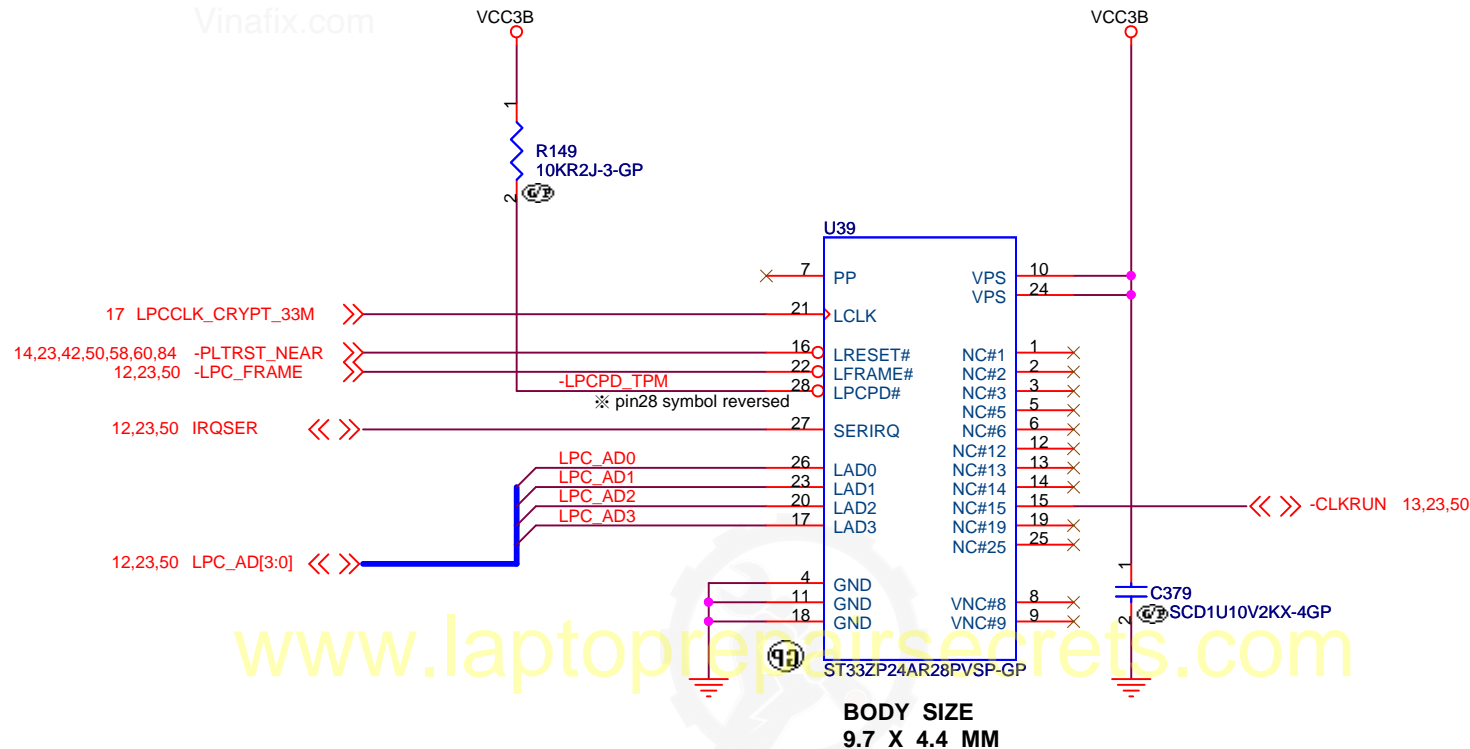 Vinafix.com
VCC3B
VCC3B
1
R149
10KR2J-3-GP
2
G/P
U39
7 PP
VPS 10
VPS 24
17 LPCCLK_CRYPT_33M
21 LCLK
14,23,42,50,58,60,84 -PLTRST_NEAR
16 LRESET#
NC#1 1
12,23,50 -LPC_FRAME
22 LFRAME#
NC#2 2
-LPCPD_TPM
28 LPCPD#
NC#3 3
※ pin28 symbol reversed
NC#5 5
12,23,50 IRQSER
27 SERIRQ
NC#6 6
NC#12 12
LPC_AD0
26 LAD0
NC#13 13
LPC_AD1
23 LAD1
NC#14 14
LPC_AD2
20 LAD2
NC#15 15
-CLKRUN 13,23,50
LPC_AD3
17 LAD3
NC#19 19
NC#25 25
12,23,50 LPC_AD[3:0]
4 GND
11 GND
VNC#8 8
18 GND
VNC#9 9
1
C379
SCD1U10V2KX-4GP
2
G/P
www.laptoprepairsecrets.com
GP
ST33ZP24AR28PVSP-GP
BODY SIZE
9.7 X 4.4 MM